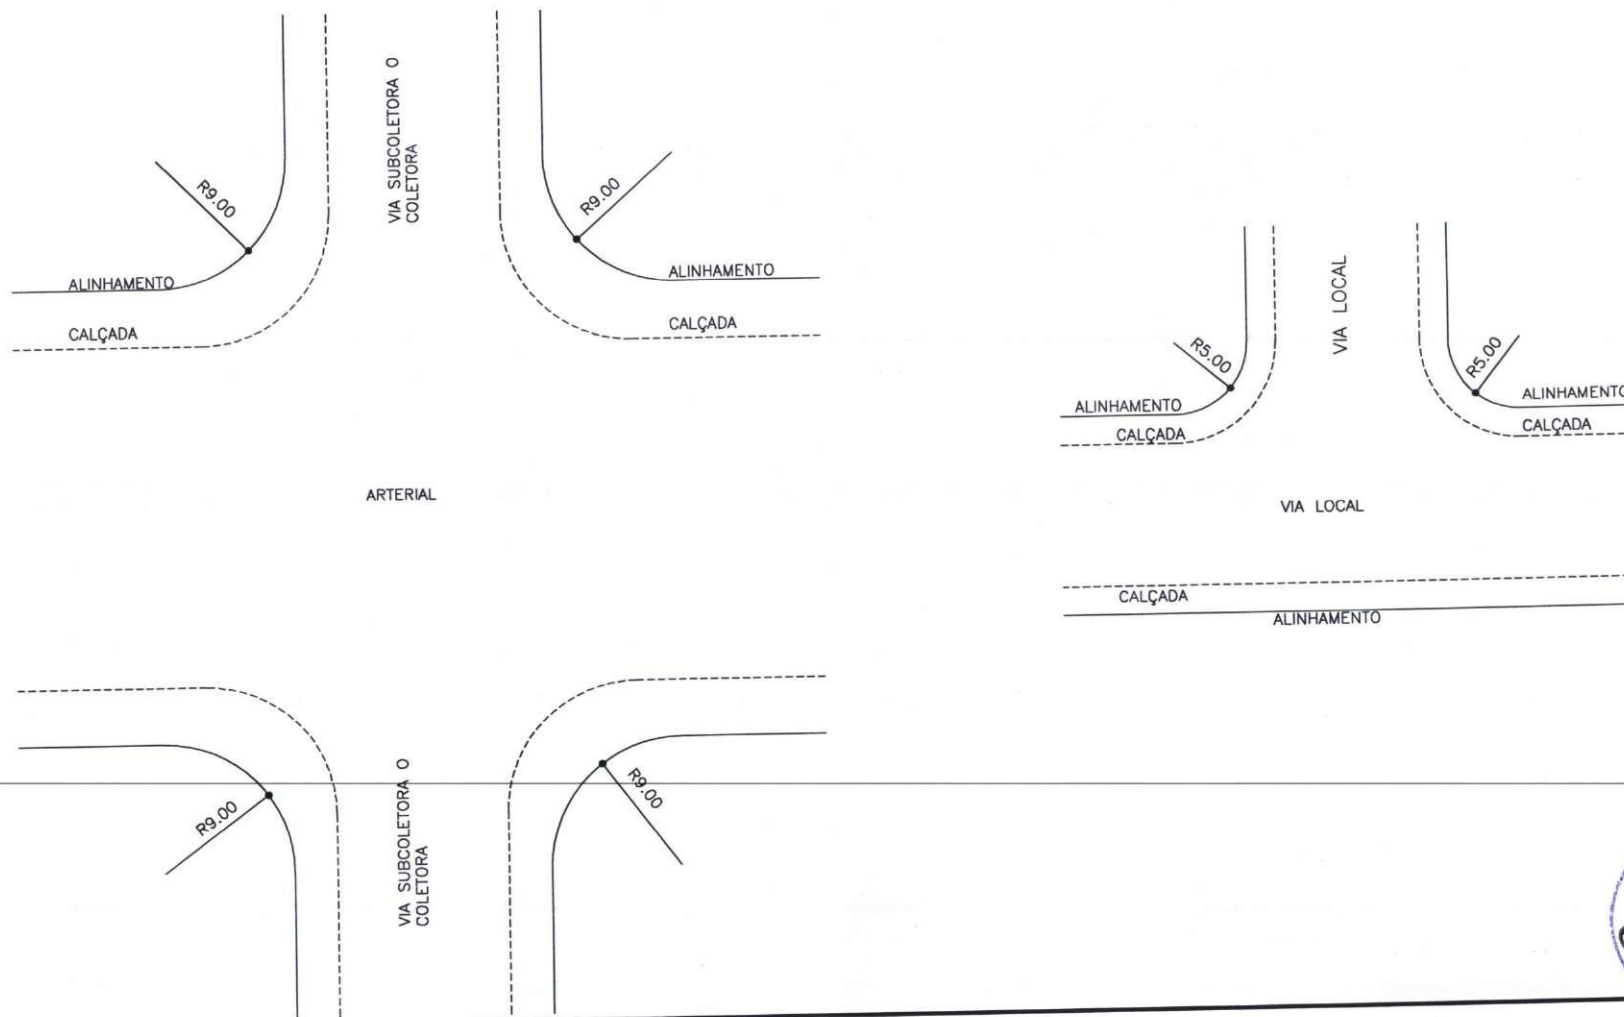 VIA SUBCOLETORA O
COLETORA
R9.00
R9.00
ALINHAMENTO
ALINHAMENTO
CALÇADA
CALÇADA
ARTERIAL
R9.00
R9.00
VIA SUBCOLETORA O
COLETORA
VIA LOCAL
R5.00
R5.00
ALINHAMENTO
ALINHAMENTO
CALÇADA
CALÇADA
VIA LOCAL
CALÇADA
ALINHAMENTO